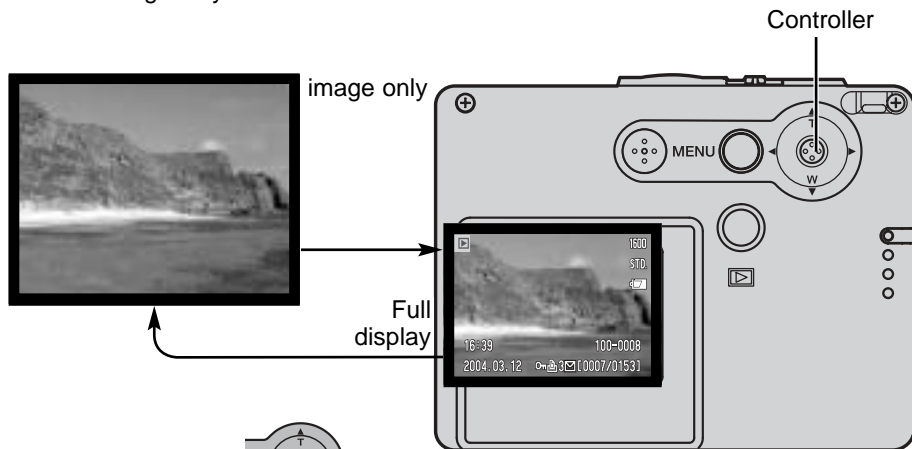 Controller
image only
MENU
T
W
1600
STD.
Full
display
16:39 100-0008
2004.03.12 3 [0007/0153]
T